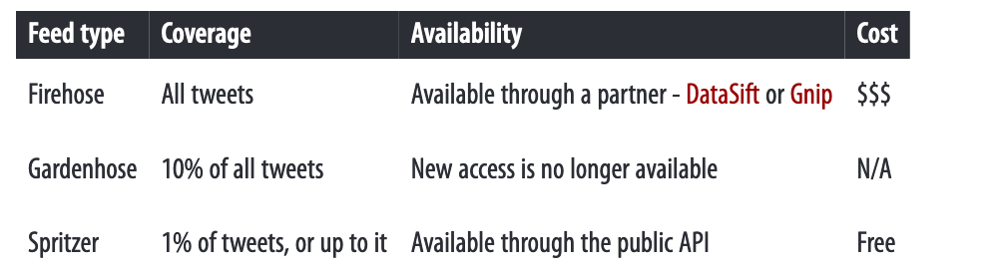 Feed type Coverage Availability Cost
Firehose All tweets Available through a partner - DataSift or Gnip $$$
Gardenhose 10% of all tweets New access is no longer available N/A
Spritzer 1% of tweets, or up to it Available through the public API Free